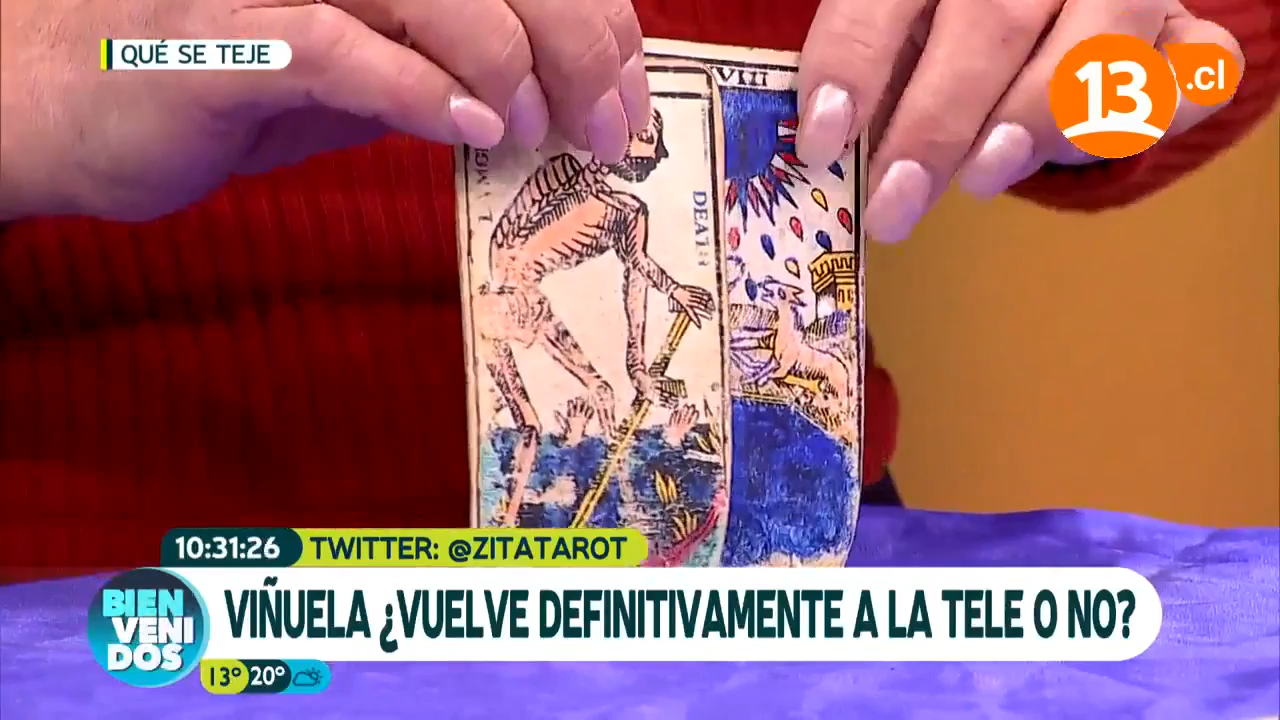 QUÉ SE TEJE
13.cl
VIII
DEATH
10:31:26
TWITTER: @ZITATAROT
VIÑUELA ¿VUELVE DEFINITIVAMENTE A LA TELE O NO?
BIEN
VENI
DOS
13° 20°